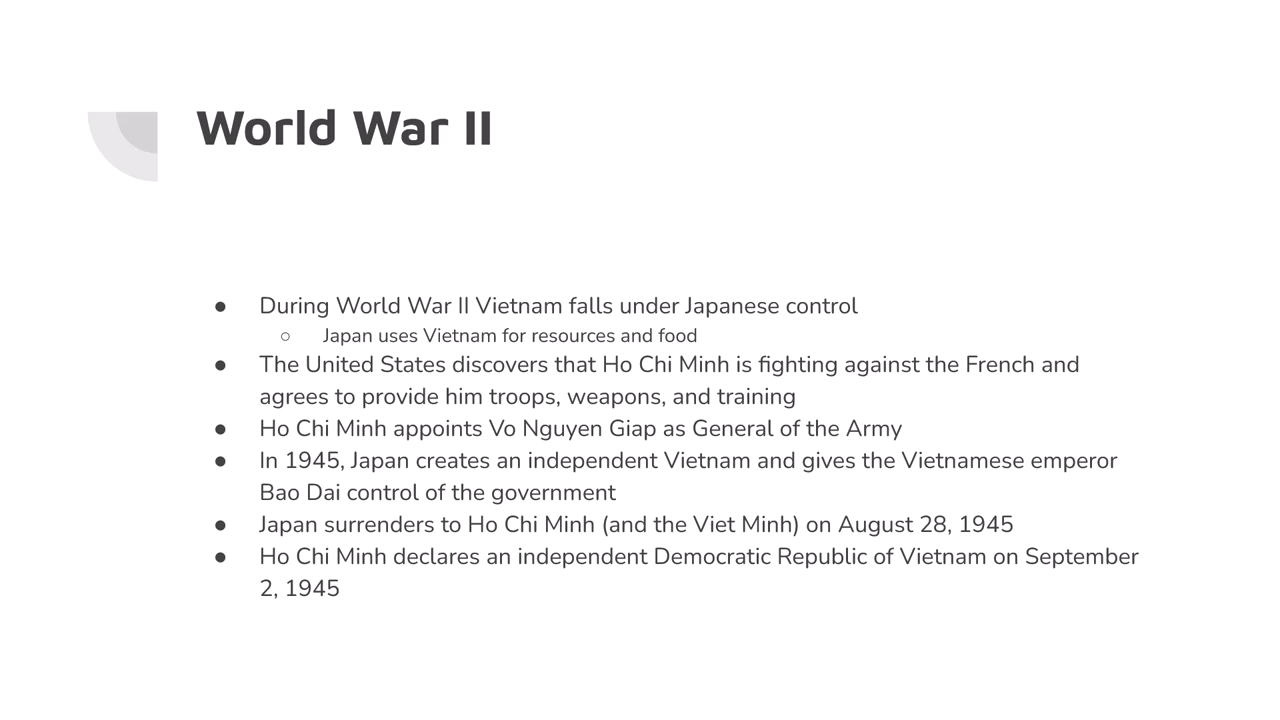 World War II
● During World War II Vietnam falls under Japanese control
○ Japan uses Vietnam for resources and food
● The United States discovers that Ho Chi Minh is fighting against the French and
agrees to provide him troops, weapons, and training
● Ho Chi Minh appoints Vo Nguyen Giap as General of the Army
● In 1945, Japan creates an independent Vietnam and gives the Vietnamese emperor
Bao Dai control of the government
● Japan surrenders to Ho Chi Minh (and the Viet Minh) on August 28, 1945
● Ho Chi Minh declares an independent Democratic Republic of Vietnam on September
2, 1945